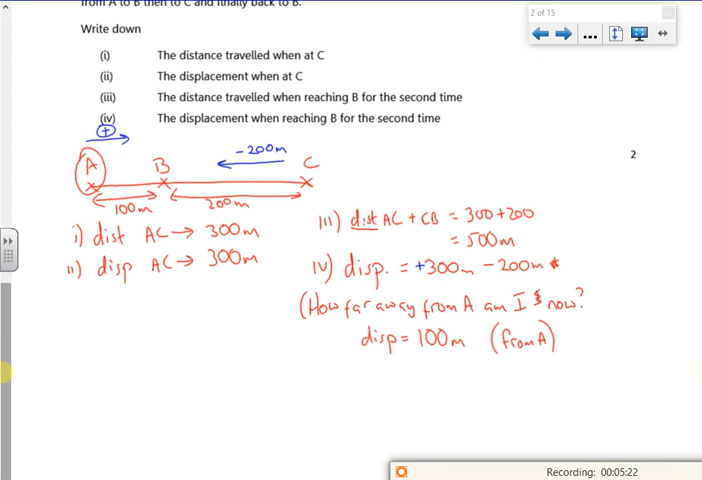 from A to B then to C and finally back to B.
2 of 15
Write down
...
(i) The distance travelled when at C
(ii) The displacement when at C
(iii) The distance travelled when reaching B for the second time
(iv) The displacement when reaching B for the second time
+
2
-200m
A B C
100m 200m
i) dist AC → 300m
ii) disp AC → 300m
iii) dist AC + CB = 300 + 200
= 500m
iv) disp. = +300m - 200m
(How far away from A am I now?
disp = 100m (from A)
Recording: 00:05:22